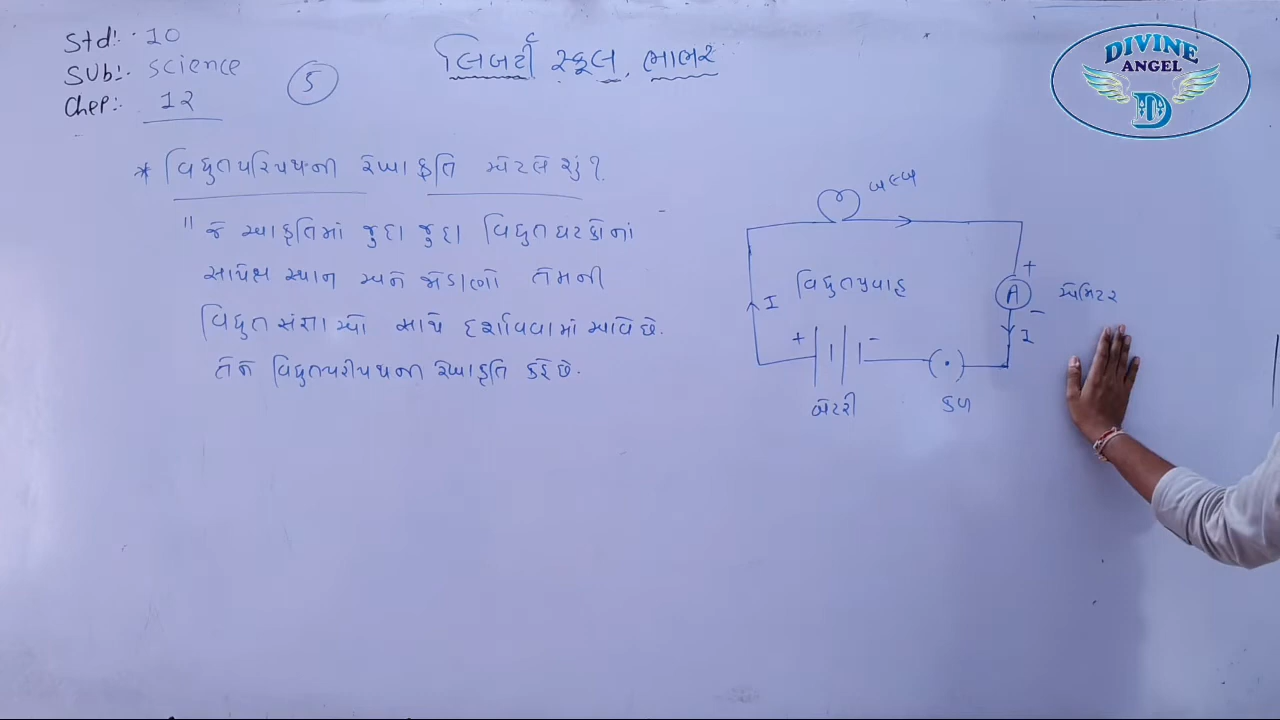 Std:- 10
Sub:- Science
Chep:- 12
5
લિબર્ટી સ્કૂલ ભાભર
DIVINE
ANGEL
D
* વિદ્યુતપરિપથની રેખાકૃતિ એટલે શું?
" જે આકૃતિમાં જુદા જુદા વિદ્યુતઘટકોનાં
સાપેક્ષ સ્થાન અને જોડાણો તેમની
વિદ્યુત સંજ્ઞાઓ સાથે દર્શાવવામાં આવે છે.
તેને વિદ્યુતપરીપથની રેખાકૃતિ કહે છે.
બલ્બ
વિદ્યુતપ્રવાહ
I
+
A
એમિટર
-
I
+
-
બેટરી
કળ